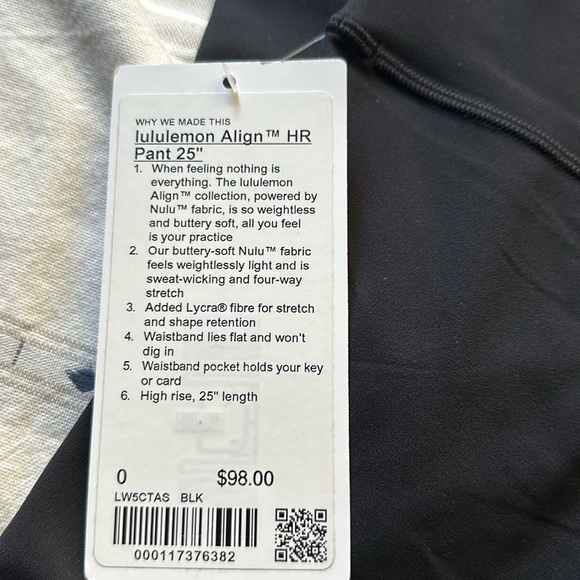 WHY WE MADE THIS
lululemon Align™ HR
Pant 25"
1. When feeling nothing is
everything. The lululemon
Align™ collection, powered by
Nulu™ fabric, is so weightless
and buttery soft, all you feel
is your practice
2. Our buttery-soft Nulu™ fabric
feels weightlessly light and is
sweat-wicking and four-way
stretch
3. Added Lycra® fibre for stretch
and shape retention
4. Waistband lies flat and won't
dig in
5. Waistband pocket holds your key
or card
6. High rise, 25" length
0 $98.00
LW5CTAS BLK
000117376382